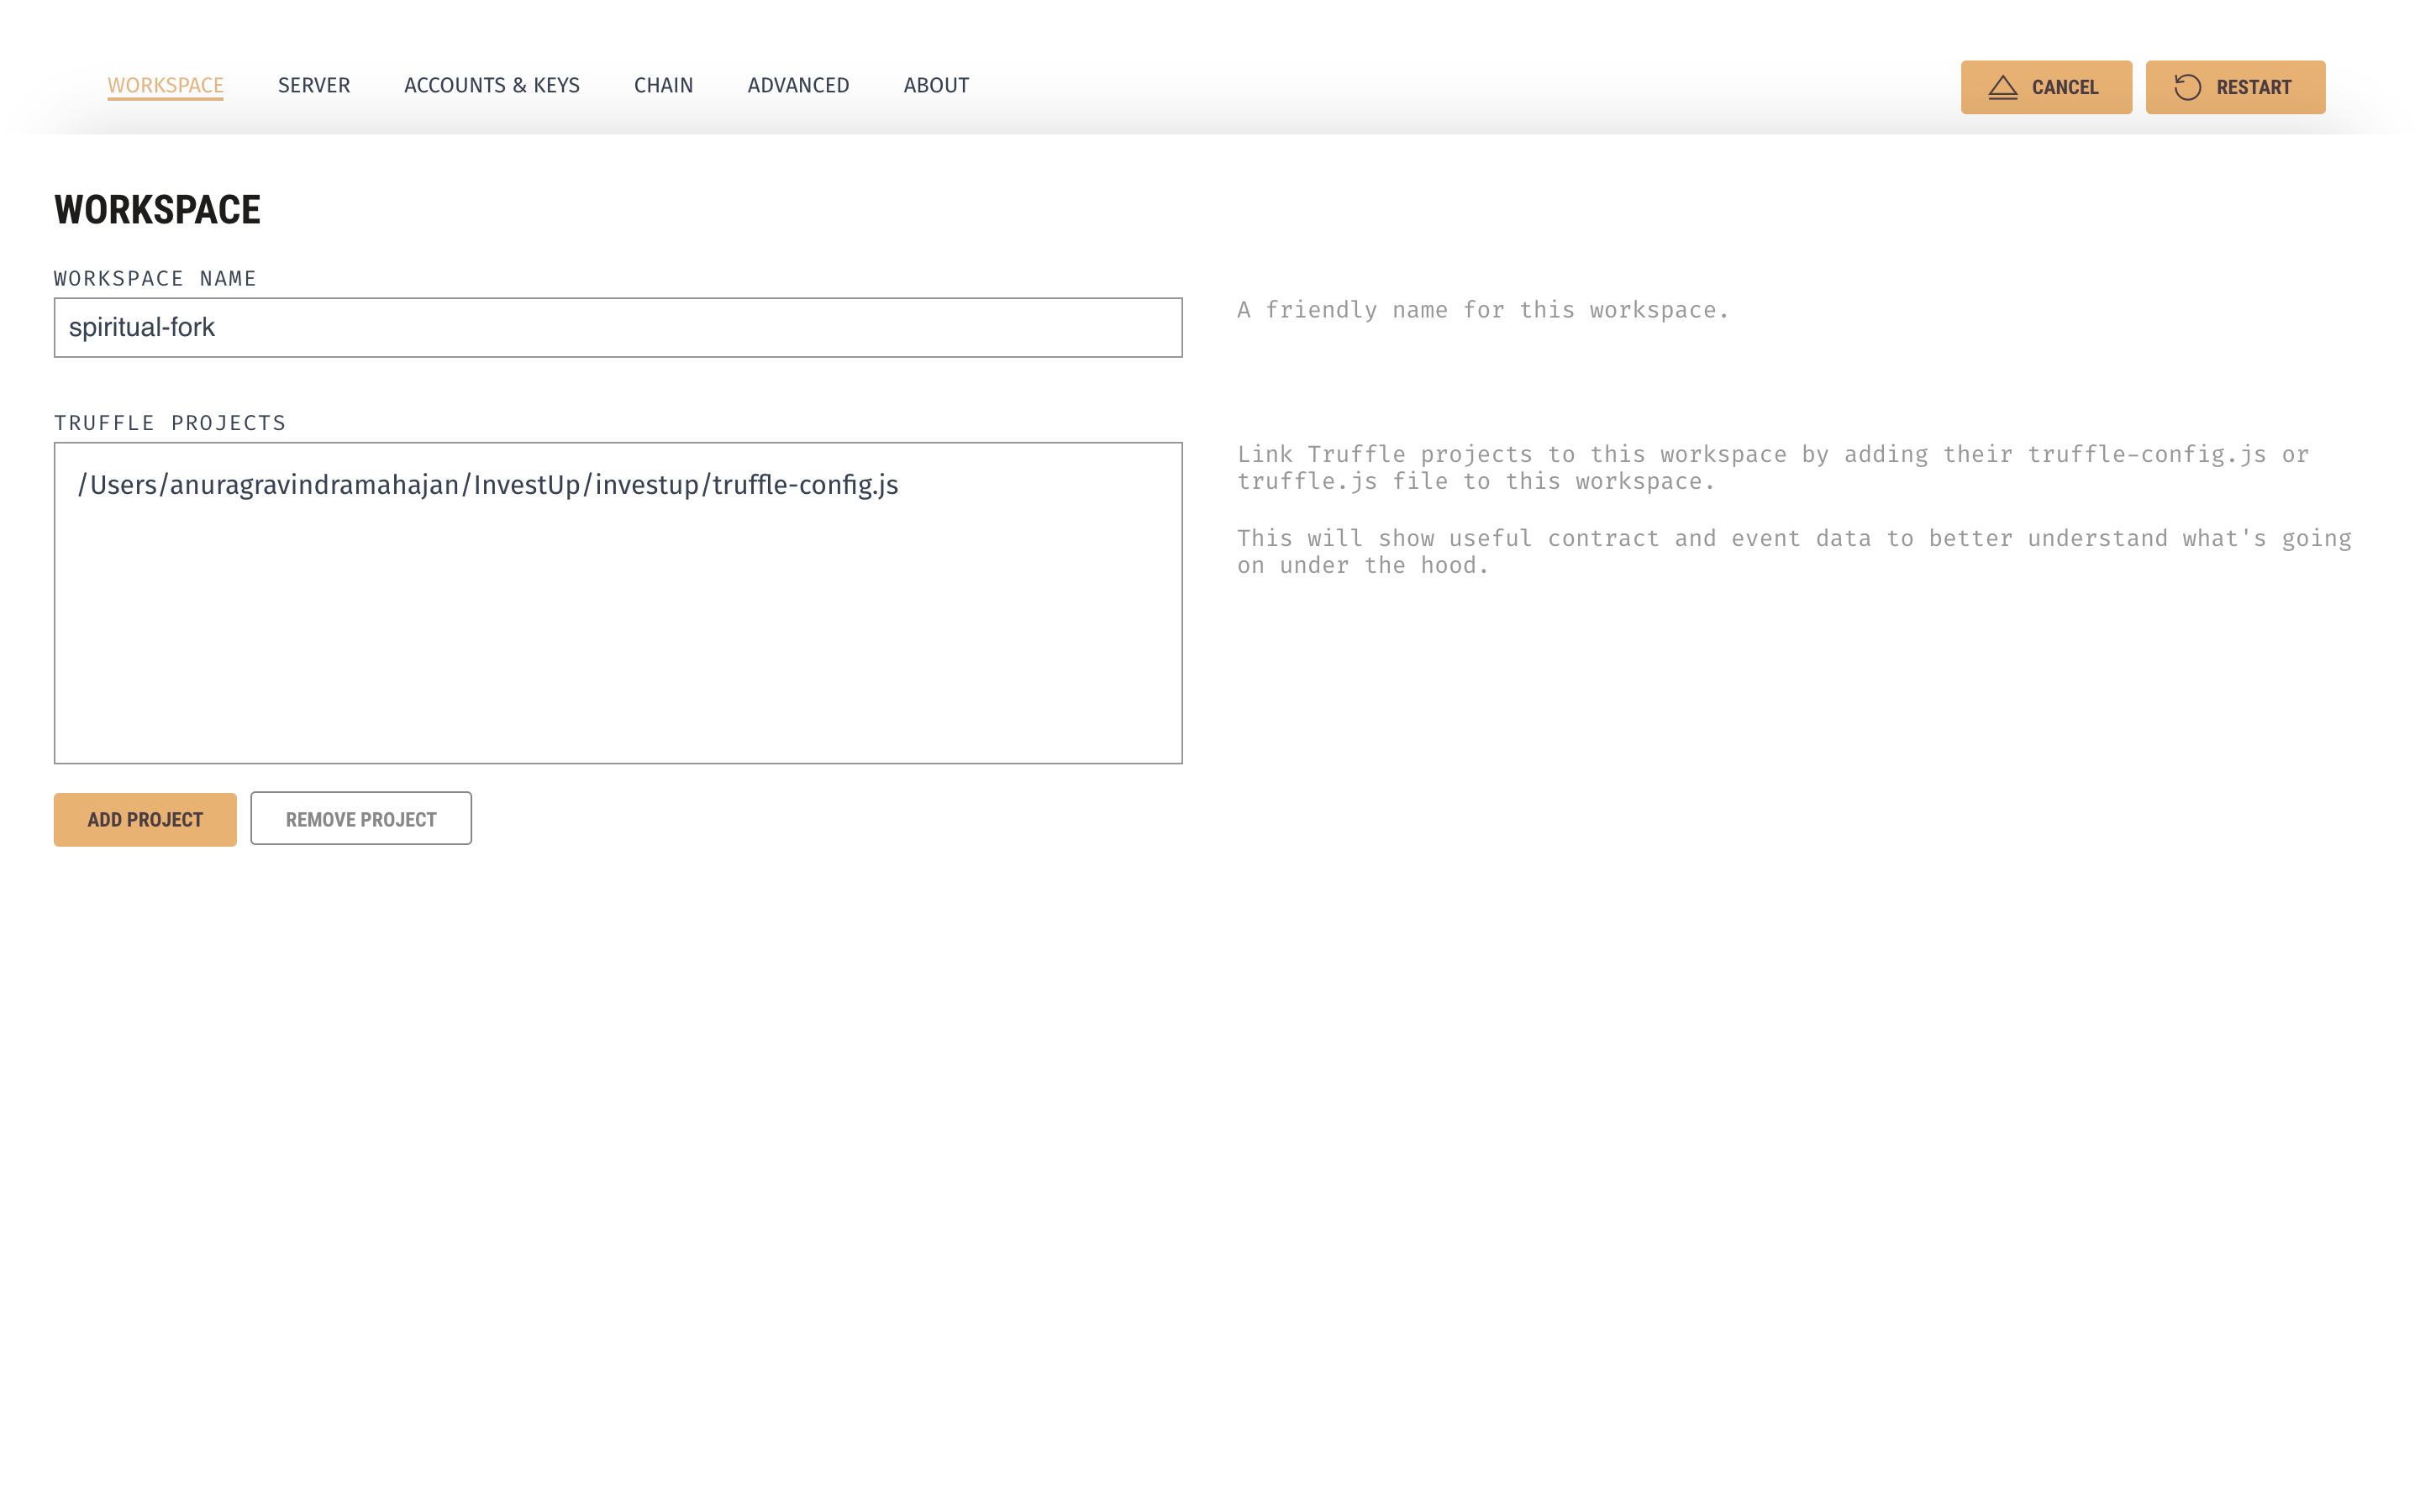 WORKSPACE
SERVER
ACCOUNTS & KEYS
CHAIN
ADVANCED
ABOUT
CANCEL
RESTART
WORKSPACE
WORKSPACE NAME
spiritual-fork
A friendly name for this workspace.
TRUFFLE PROJECTS
/Users/anuragravindramahajan/InvestUp/investup/truffle-config.js
Link Truffle projects to this workspace by adding their truffle-config.js or
truffle.js file to this workspace.
This will show useful contract and event data to better understand what's going
on under the hood.
ADD PROJECT
REMOVE PROJECT